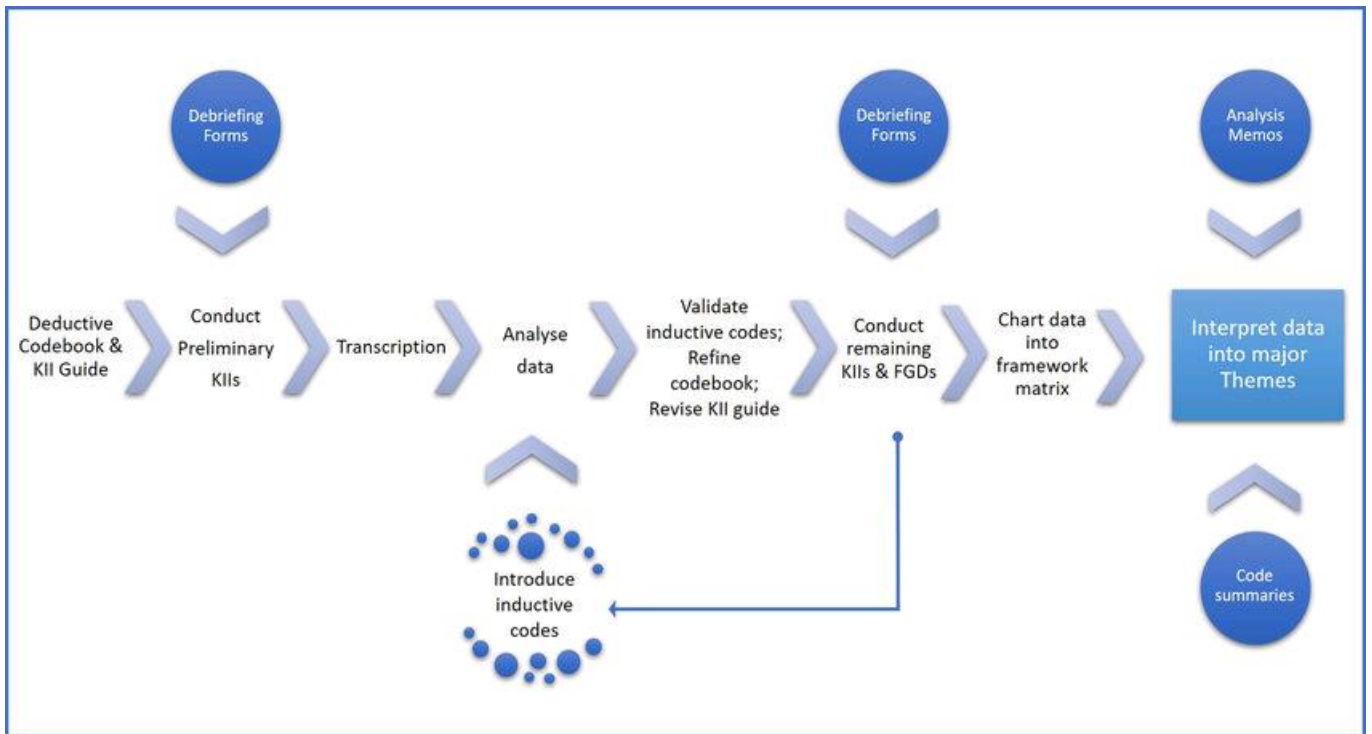 Debriefing
Forms
Debriefing
Forms
Analysis
Memos
Deductive
Codebook &
KII Guide
Conduct
Preliminary
KIIs
Transcription
Analyse
data
Validate
inductive codes;
Refine
codebook;
Revise KII guide
Conduct
remaining
KIIs & FGDs
Chart data
into
framework
matrix
Interpret data
into major
Themes
Introduce
inductive
codes
Code
summaries